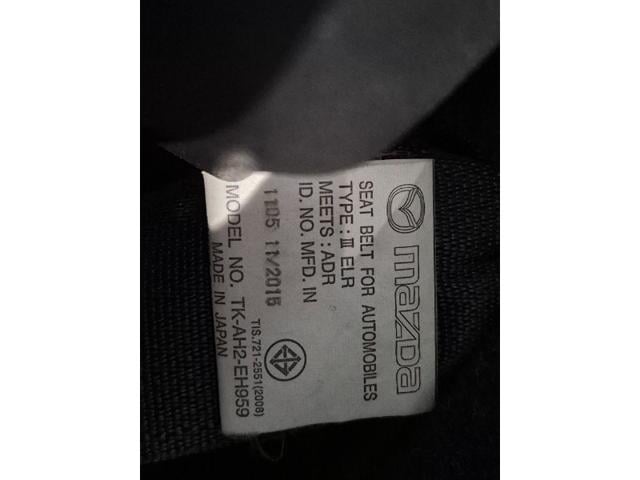 mazda
SEAT BELT FOR AUTOMOBILES
TYPE : Ⅲ ELR
MEETS : ADR
ID. NO. MFD. IN
1105 11/2015
TIS.721-2551(2008)
MODEL NO. TK-AH2-EH959
MADE IN JAPAN